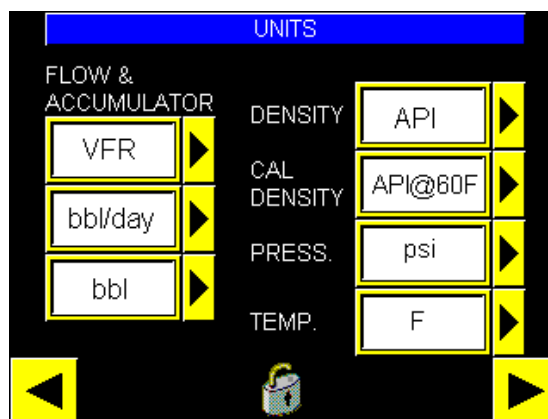 UNITS
FLOW &
ACCUMULATOR
VFR
bbl/day
bbl
DENSITY
API
CAL
DENSITY
API@60F
PRESS.
psi
TEMP.
F